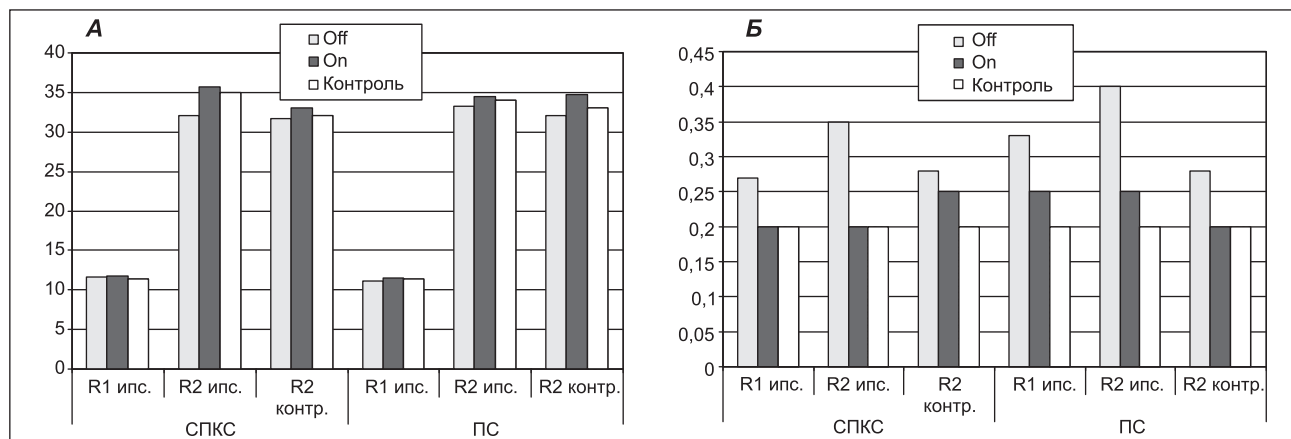 А
Off
On
Контроль
40
35
30
25
20
15
10
5
0
R1 ипс.
R2 ипс.
R2
контр.
R1 ипс.
R2 ипс.
R2 контр.
СПКС
ПС
Б
Off
On
Контроль
0,45
0,4
0,35
0,3
0,25
0,2
0,15
0,1
0,05
0
R1 ипс.
R2 ипс.
R2
контр.
R1 ипс.
R2 ипс.
R2 контр.
СПКС
ПС